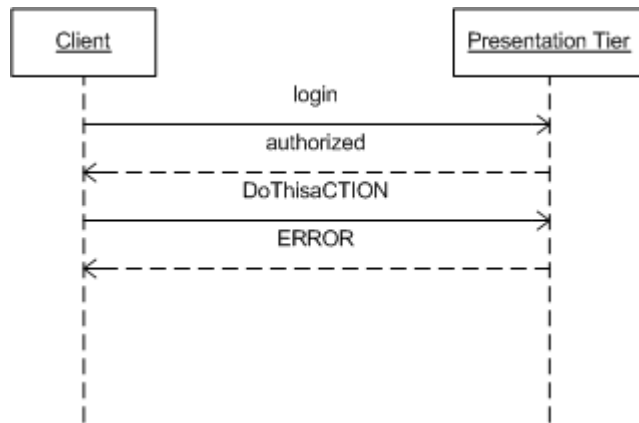 Client
Presentation Tier
login
authorized
DoThisaCTION
ERROR